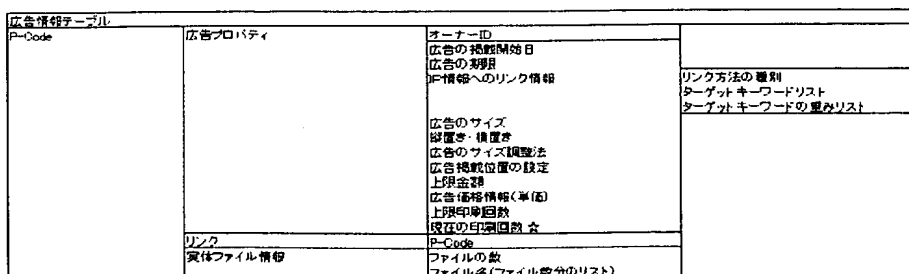 広告情報テーブル
P-Code
広告プロパティ
オーナーID
広告の掲載開始日
広告の期限
IP情報へのリンク情報
リンク方法の種別
ターゲットキーワードリスト
ターゲットキーワードの重みリスト
広告のサイズ
縦置き・横置き
広告のサイズ調整法
広告掲載位置の設定
上限金額
広告価格情報(単価)
上限印刷回数
現在の印刷回数 ☆
リンク
P-Code
実体ファイル情報
ファイルの数
ファイル名(ファイル数分のリスト)